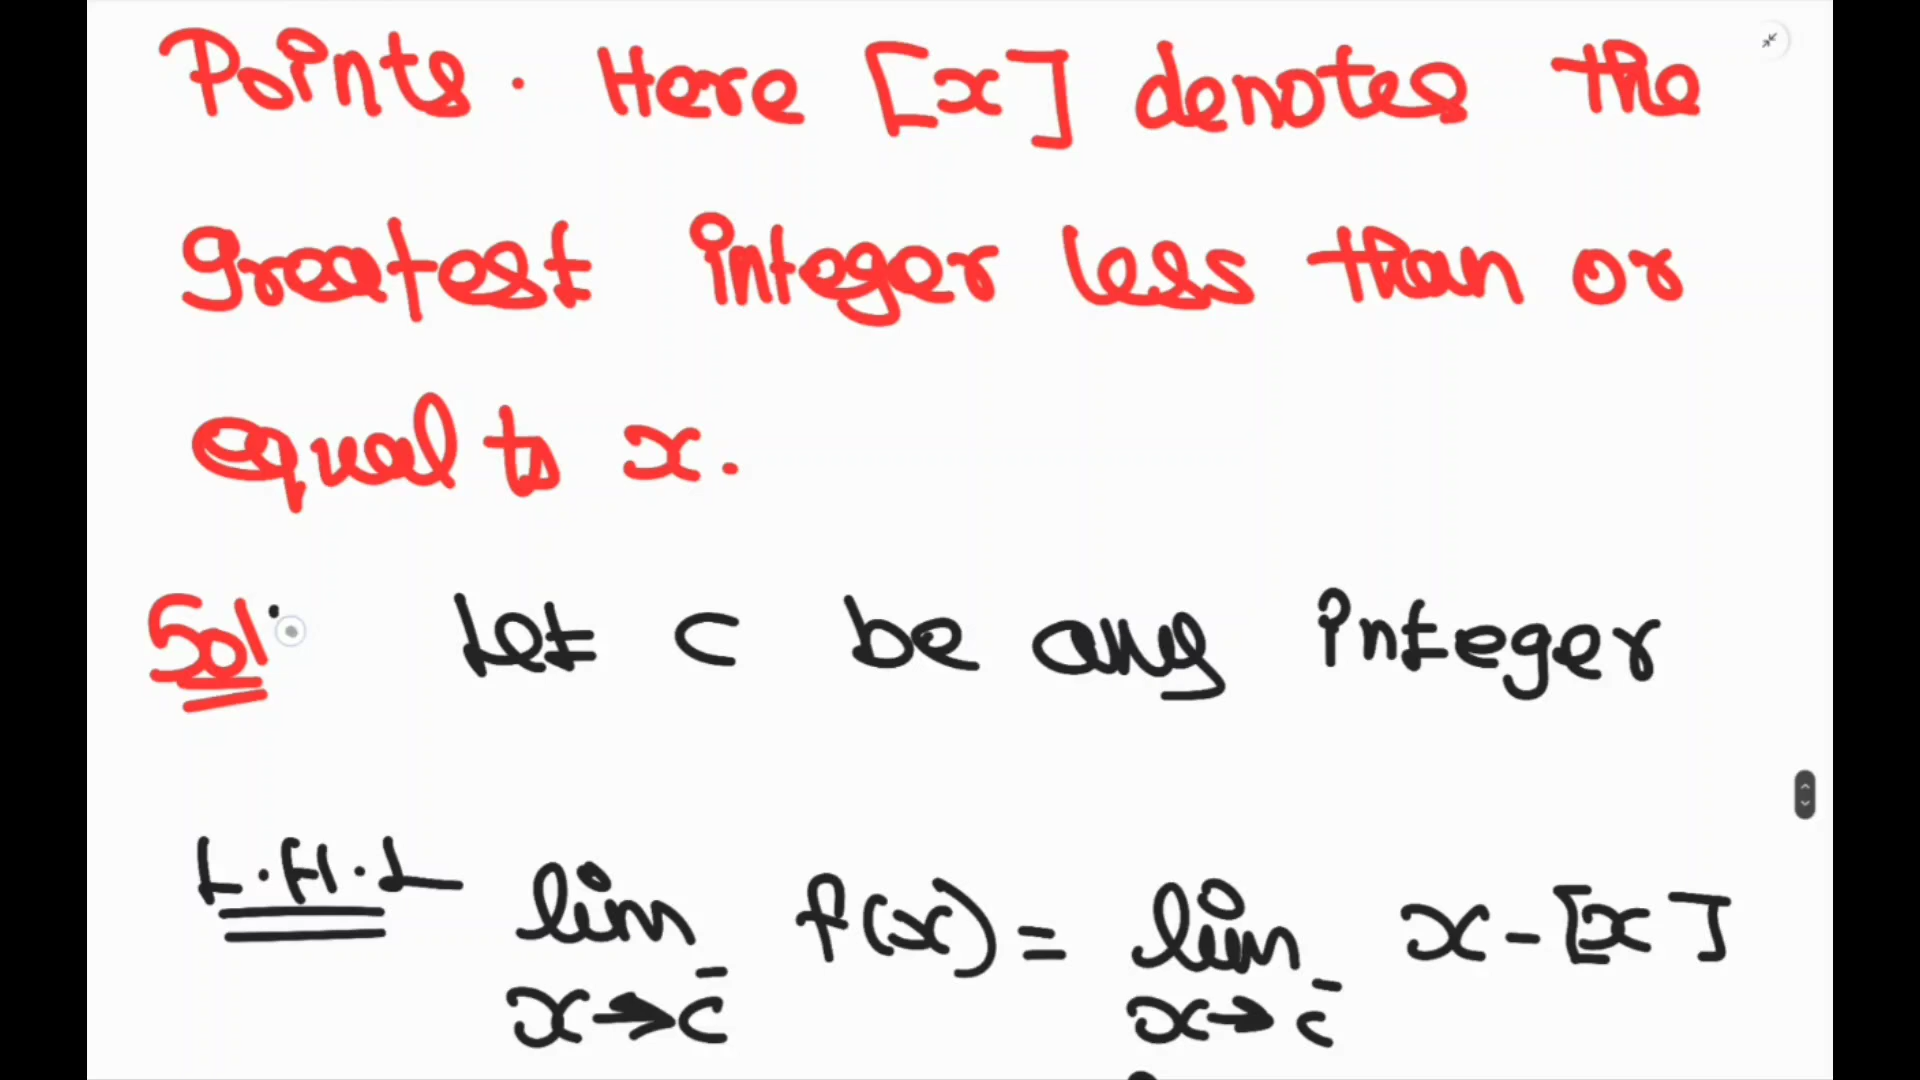 Points. Here [x] denotes the
greatest integer less than or
equal to x.
Sol: Let c be any integer
L.H.L lim x→c⁻ f(x) = lim x→c⁻ x - [x]